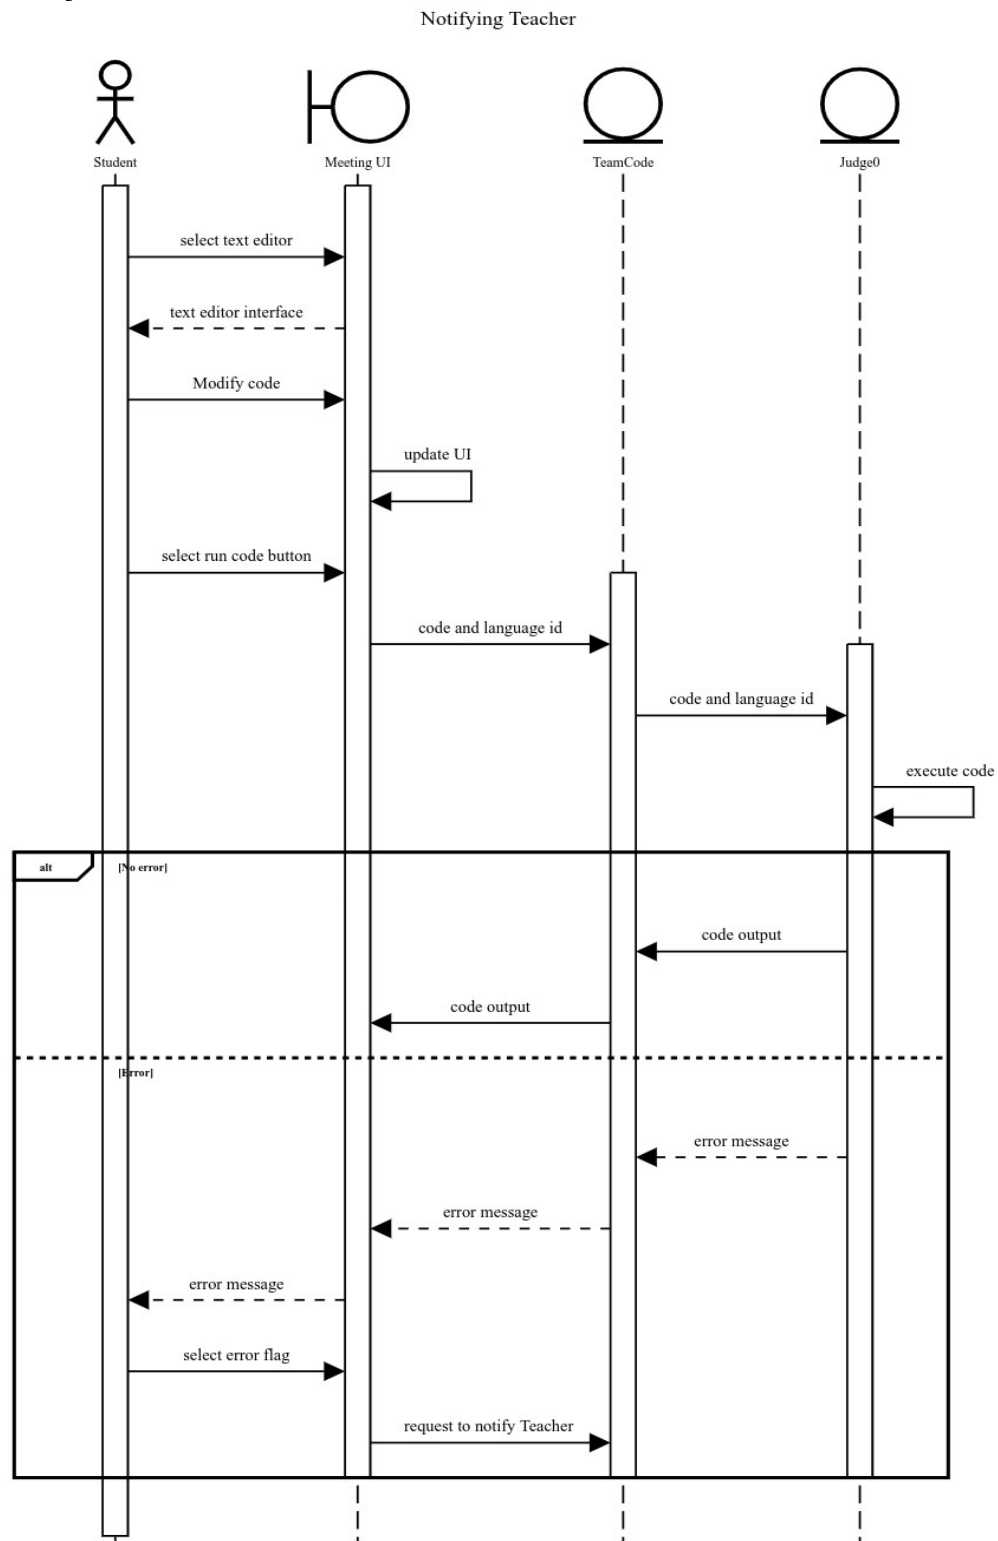 Notifying Teacher
Student
Meeting UI
TeamCode
Judge0
select text editor
text editor interface
Modify code
update UI
select run code button
code and language id
code and language id
execute code
alt
[No error]
code output
code output
[Error]
error message
error message
error message
select error flag
request to notify Teacher